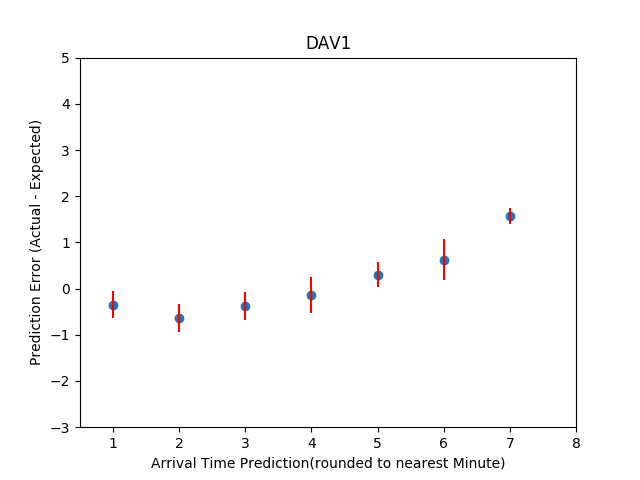 DAV1
5
4
3
2
1
0
−1
−2
−3
Prediction Error (Actual - Expected)
1 2 3 4 5 6 7 8
Arrival Time Prediction(rounded to nearest Minute)